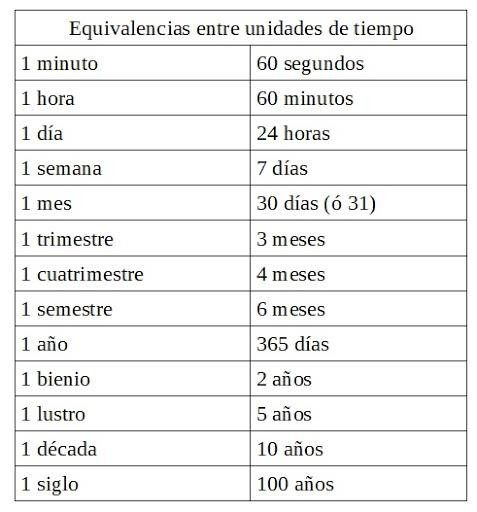 Equivalencias entre unidades de tiempo
1 minuto 60 segundos
1 hora 60 minutos
1 día 24 horas
1 semana 7 días
1 mes 30 días (ó 31)
1 trimestre 3 meses
1 cuatrimestre 4 meses
1 semestre 6 meses
1 año 365 días
1 bienio 2 años
1 lustro 5 años
1 década 10 años
1 siglo 100 años